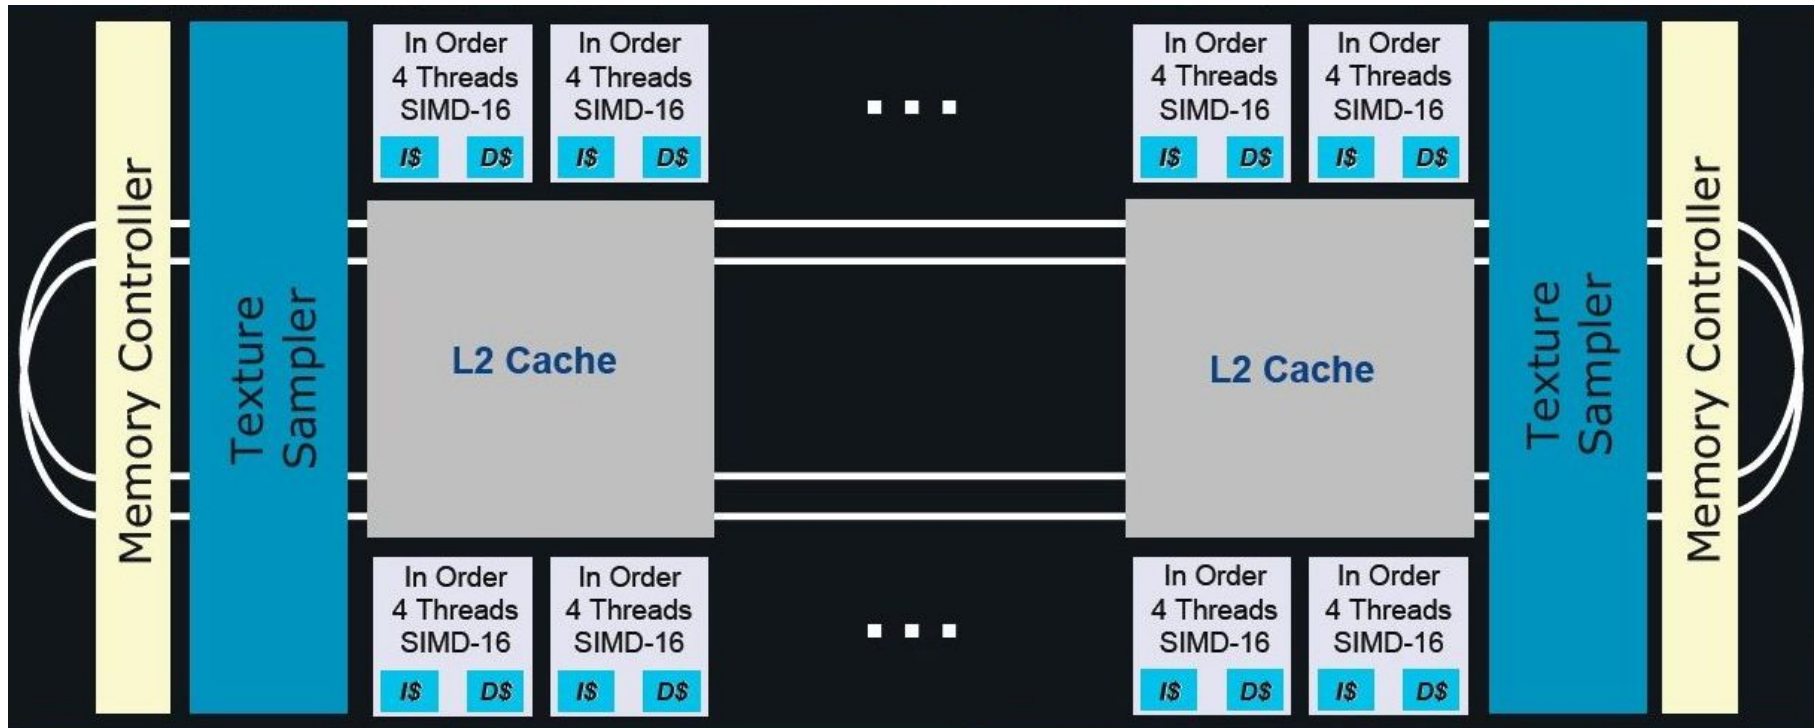 Memory Controller
Texture
Sampler
In Order
4 Threads
SIMD-16
I$ D$
In Order
4 Threads
SIMD-16
I$ D$
...
In Order
4 Threads
SIMD-16
I$ D$
In Order
4 Threads
SIMD-16
I$ D$
L2 Cache
L2 Cache
In Order
4 Threads
SIMD-16
I$ D$
In Order
4 Threads
SIMD-16
I$ D$
...
In Order
4 Threads
SIMD-16
I$ D$
In Order
4 Threads
SIMD-16
I$ D$
Texture
Sampler
Memory Controller